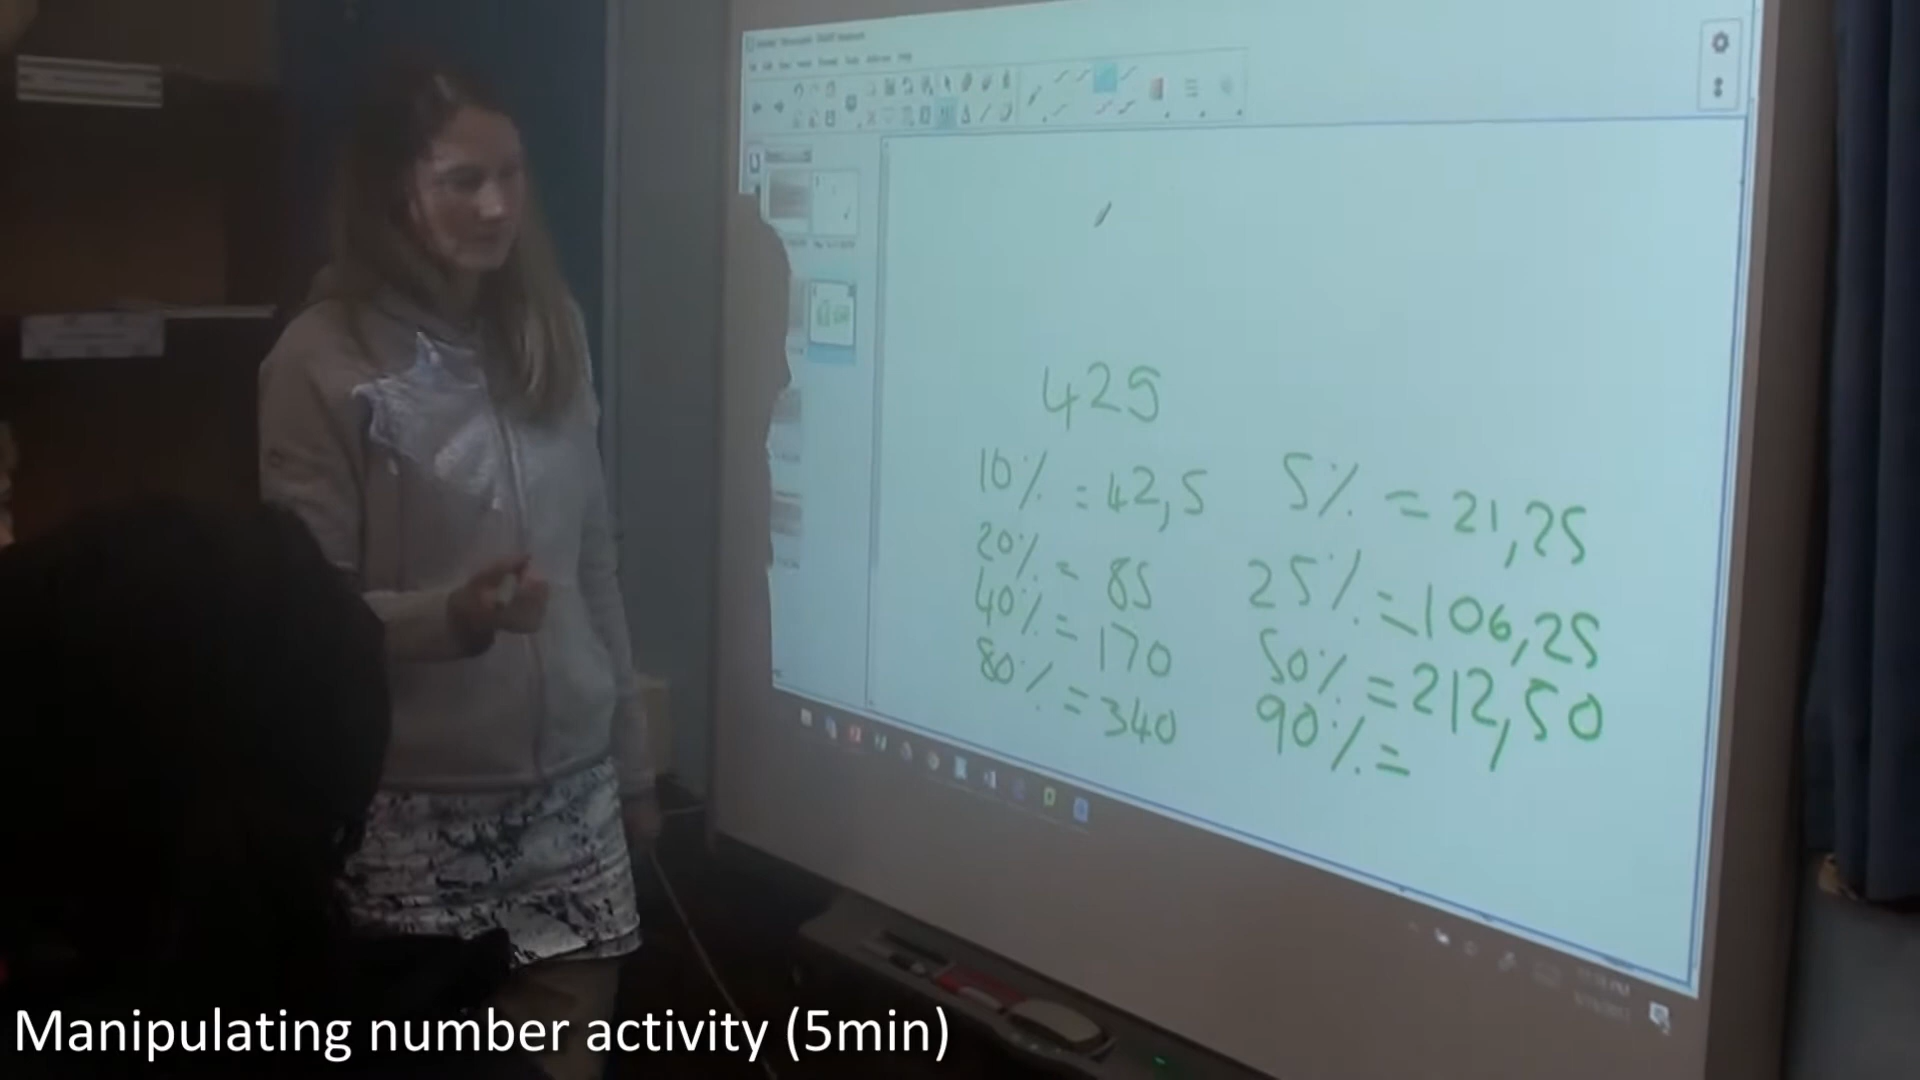 425
10% = 42,5
20% = 85
40% = 170
80% = 340
5% = 21,25
25% = 106,25
50% = 212,50
90% =
Manipulating number activity (5min)